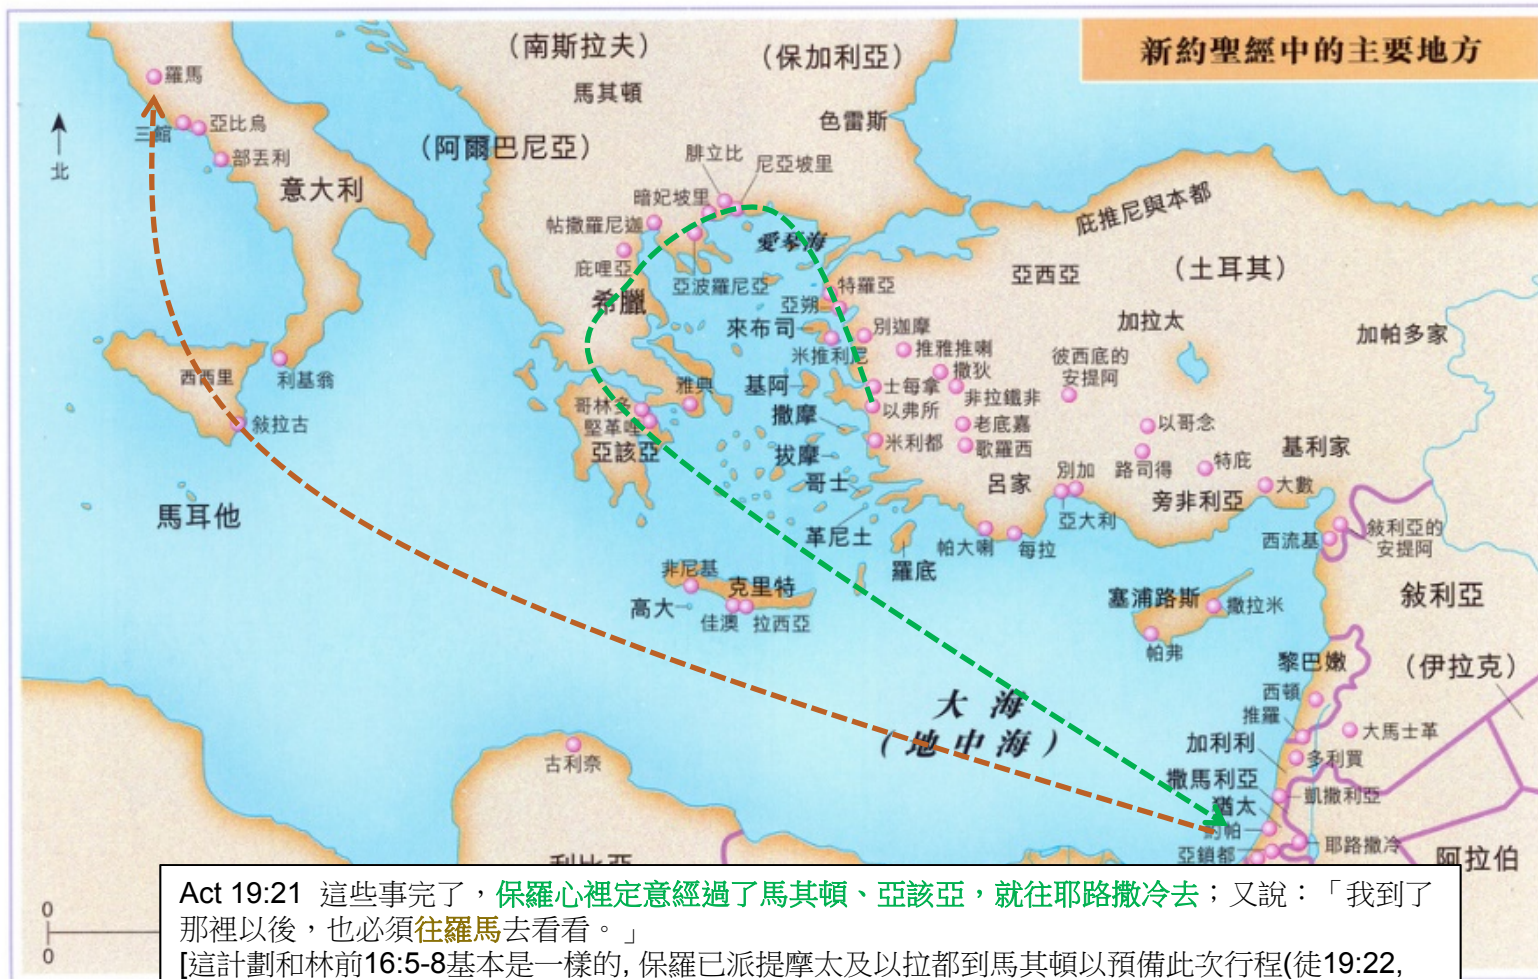 新約聖經中的主要地方
（南斯拉夫）
（保加利亞）
馬其頓
色雷斯
羅馬
三館
亞比烏
部丟利
北
（阿爾巴尼亞）
意大利
腓立比
尼亞坡里
暗妃坡里
帖撒羅尼迦
愛琴海
庇推尼與本都
庇哩亞
亞波羅尼亞
希臘
特羅亞
亞朔
亞西亞
（土耳其）
來布司
別迦摩
加拉太
加帕多家
米推利尼
推雅推喇
彼西底的
安提阿
西西里
利基翁
基阿
士每拿
撒狄
非拉鐵非
雅典
哥林多
以弗所
撒摩
敍拉古
堅革哩
老底嘉
以哥念
亞該亞
米利都
歌羅西
基利家
拔摩
別加
路司得
特庇
哥士
呂家
旁非利亞
大數
馬耳他
亞大利
革尼土
帕大喇
每拉
西流基
敍利亞的
安提阿
羅底
非尼基
克里特
高大
佳澳
拉西亞
塞浦路斯
撒拉米
敍利亞
帕弗
黎巴嫩
（伊拉克）
西頓
大海
（地中海）
推羅
大馬士革
加利利
多利買
古利奈
撒馬利亞
凱撒利亞
猶太
約帕
耶路撒冷
亞鎖都
阿拉伯
利比亞
0
0
Act 19:21 這些事完了，保羅心裡定意經過了馬其頓、亞該亞，就往耶路撒冷去；又說：「我到了
那裡以後，也必須往羅馬去看看。」
[這計劃和林前16:5-8基本是一樣的, 保羅已派提摩太及以拉都到馬其頓以預備此次行程(徒19:22,